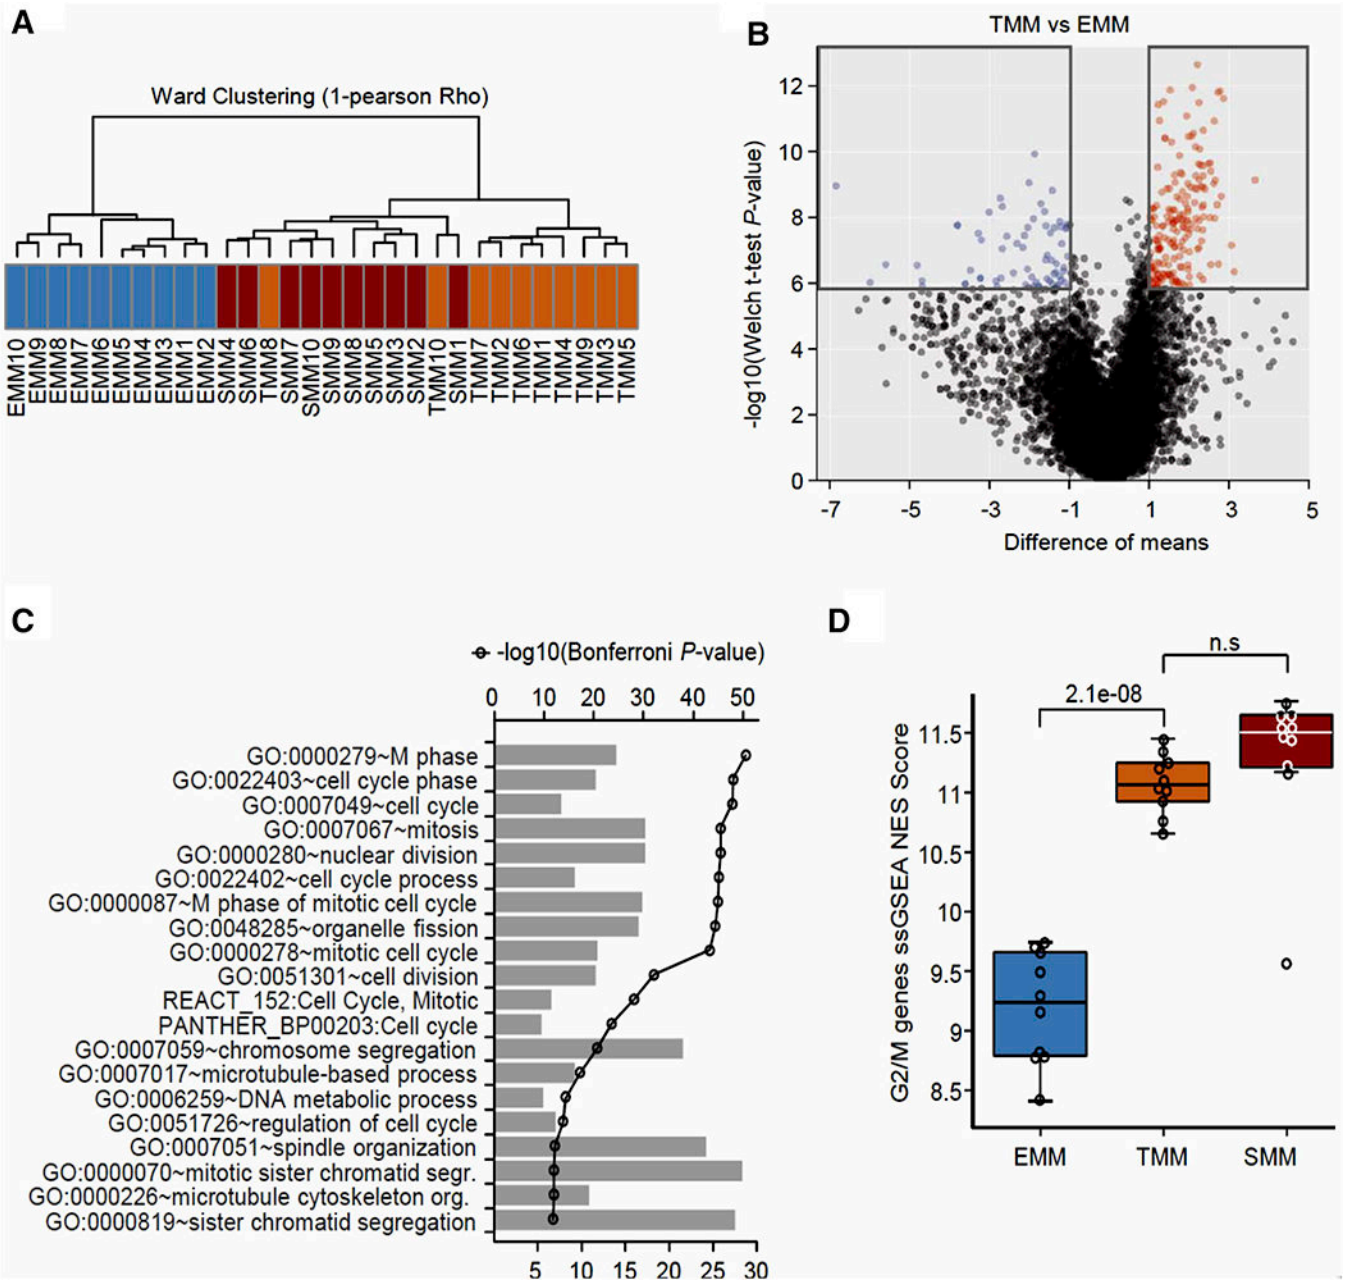 A
Ward Clustering (1-pearson Rho)
EMM10
EMM9
EMM8
EMM7
EMM6
EMM5
EMM4
EMM3
EMM1
EMM2
SMM4
SMM6
TMM8
SMM7
SMM10
SMM9
SMM8
SMM5
SMM3
SMM2
TMM10
SMM1
TMM7
TMM2
TMM6
TMM1
TMM4
TMM9
TMM3
TMM5
B
TMM vs EMM
-log10(Welch t-test P-value)
12
10
8
6
4
2
0
-7 -5 -3 -1 1 3 5
Difference of means
C
-log10(Bonferroni P-value)
0 10 20 30 40 50
GO:0000279~M phase
GO:0022403~cell cycle phase
GO:0007049~cell cycle
GO:0007067~mitosis
GO:0000280~nuclear division
GO:0022402~cell cycle process
GO:0000087~M phase of mitotic cell cycle
GO:0048285~organelle fission
GO:0000278~mitotic cell cycle
GO:0051301~cell division
REACT_152:Cell Cycle, Mitotic
PANTHER_BP00203:Cell cycle
GO:0007059~chromosome segregation
GO:0007017~microtubule-based process
GO:0006259~DNA metabolic process
GO:0051726~regulation of cell cycle
GO:0007051~spindle organization
GO:0000070~mitotic sister chromatid segr.
GO:0000226~microtubule cytoskeleton org.
GO:0000819~sister chromatid segregation
5 10 15 20 25 30
D
n.s
2.1e-08
G2/M genes ssGSEA NES Score
11.5
11
10.5
10
9.5
9
8.5
EMM TMM SMM